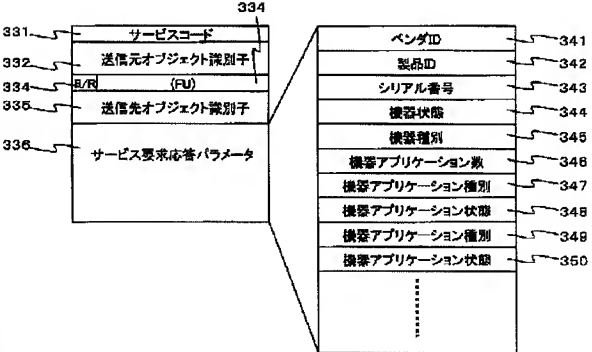 334
331 サービスコード
332 送信元オブジェクト識別子
334 B/R (FU)
335 送信先オブジェクト識別子
336 サービス要求応答パラメータ
ベンダID 341
製品ID 342
シリアル番号 343
機器状態 344
機器種別 345
機器アプリケーション数 346
機器アプリケーション種別 347
機器アプリケーション状態 348
機器アプリケーション種別 349
機器アプリケーション状態 350